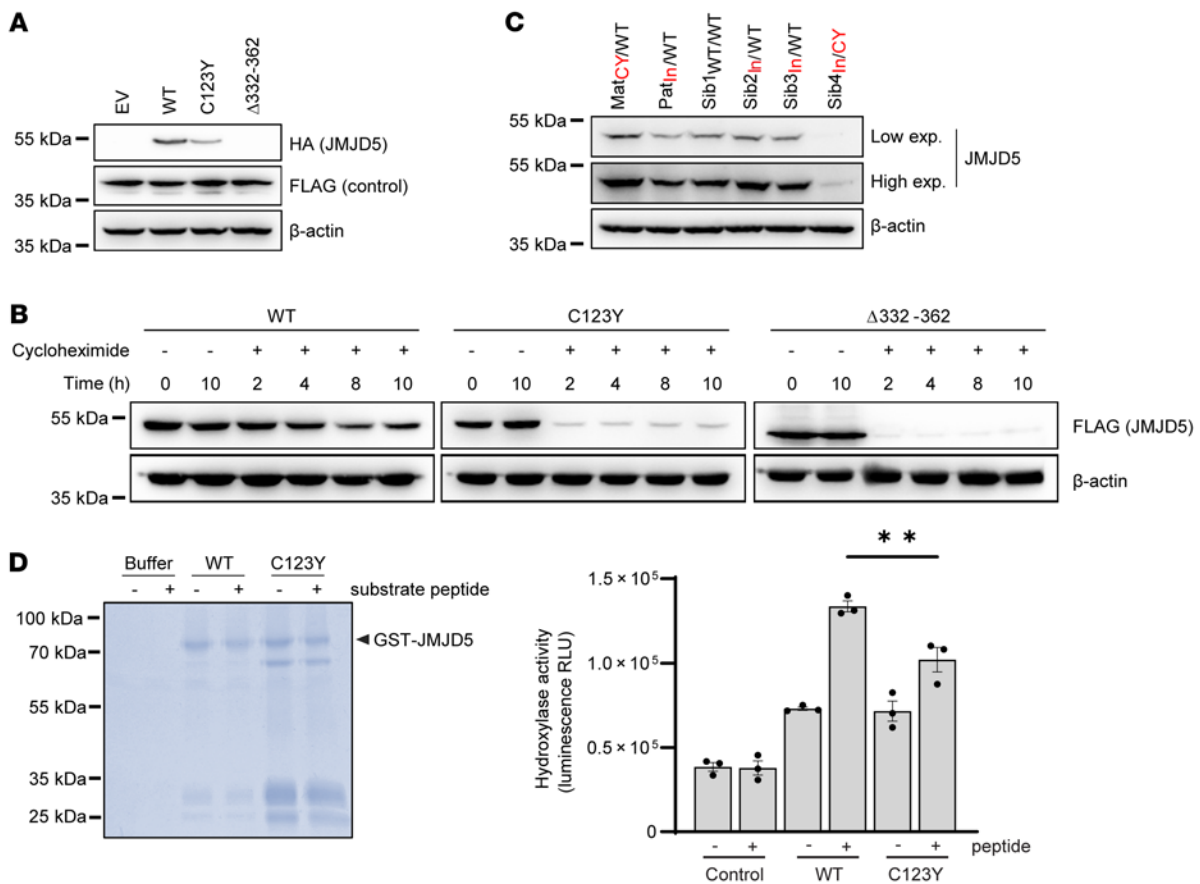 A
EV
WT
C123Y
Δ332-362
55 kDa
HA (JMJD5)
FLAG (control)
35 kDa
β-actin
35 kDa
C
MatCY/WT
PatIn/WT
Sib1WT/WT
Sib2In/WT
Sib3In/WT
Sib4In/CY
55 kDa
Low exp.
55 kDa
JMJD5
High exp.
β-actin
35 kDa
B
WT C123Y Δ332-362
Cycloheximide - - + + + + - - + + + + - - + + + +
Time (h) 0 10 2 4 8 10 0 10 2 4 8 10 0 10 2 4 8 10
55 kDa
FLAG (JMJD5)
β-actin
35 kDa
D
Buffer WT C123Y
- + - + - + substrate peptide
100 kDa
GST-JMJD5
70 kDa
55 kDa
35 kDa
25 kDa
Hydroxylase activity
(luminescence RLU)
* *
1.5 × 10⁵
1.0 × 10⁵
0.5 × 10⁵
0
- + - + - + peptide
Control WT C123Y